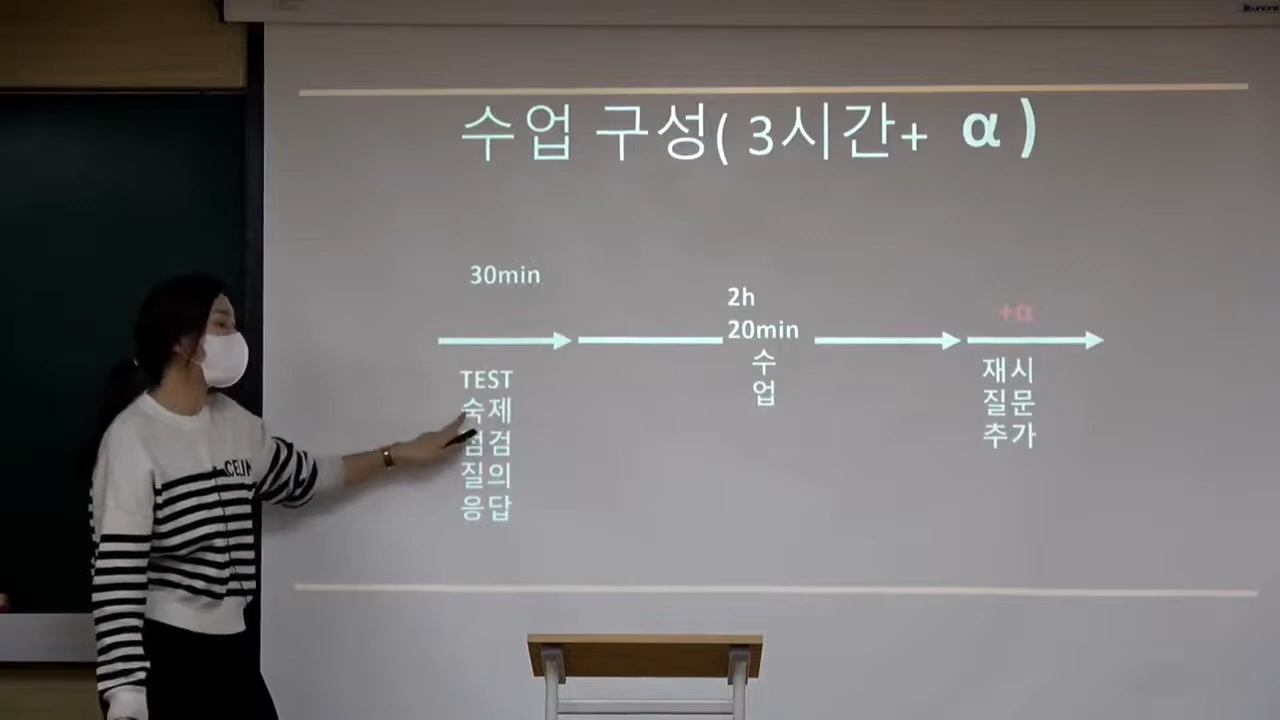 수업 구성( 3시간+ α )
30min
TEST
숙제
점검
질의
응답
2h
20min
수
업
+α
재시
질문
추가
CELIN